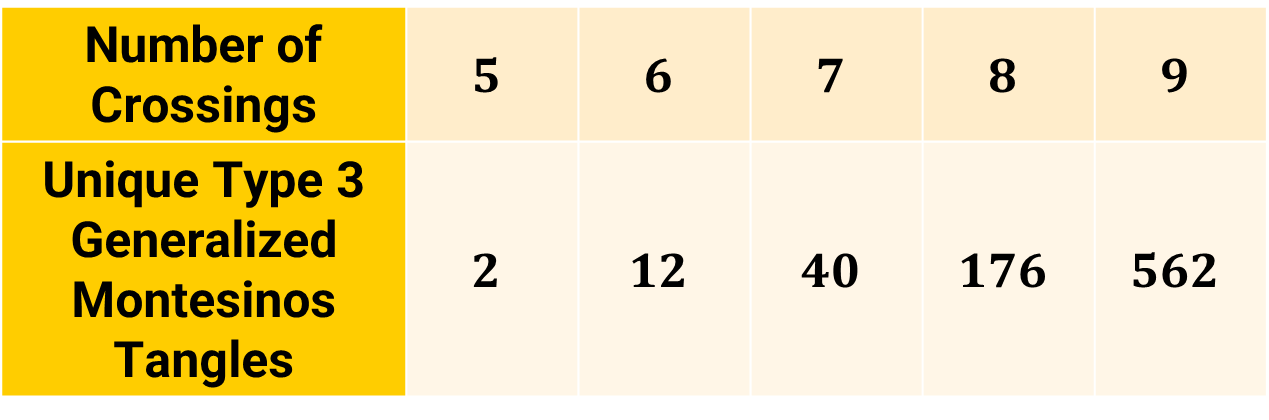 Number of
Crossings
5 6 7 8 9
Unique Type 3
Generalized
Montesinos
Tangles
2 12 40 176 562